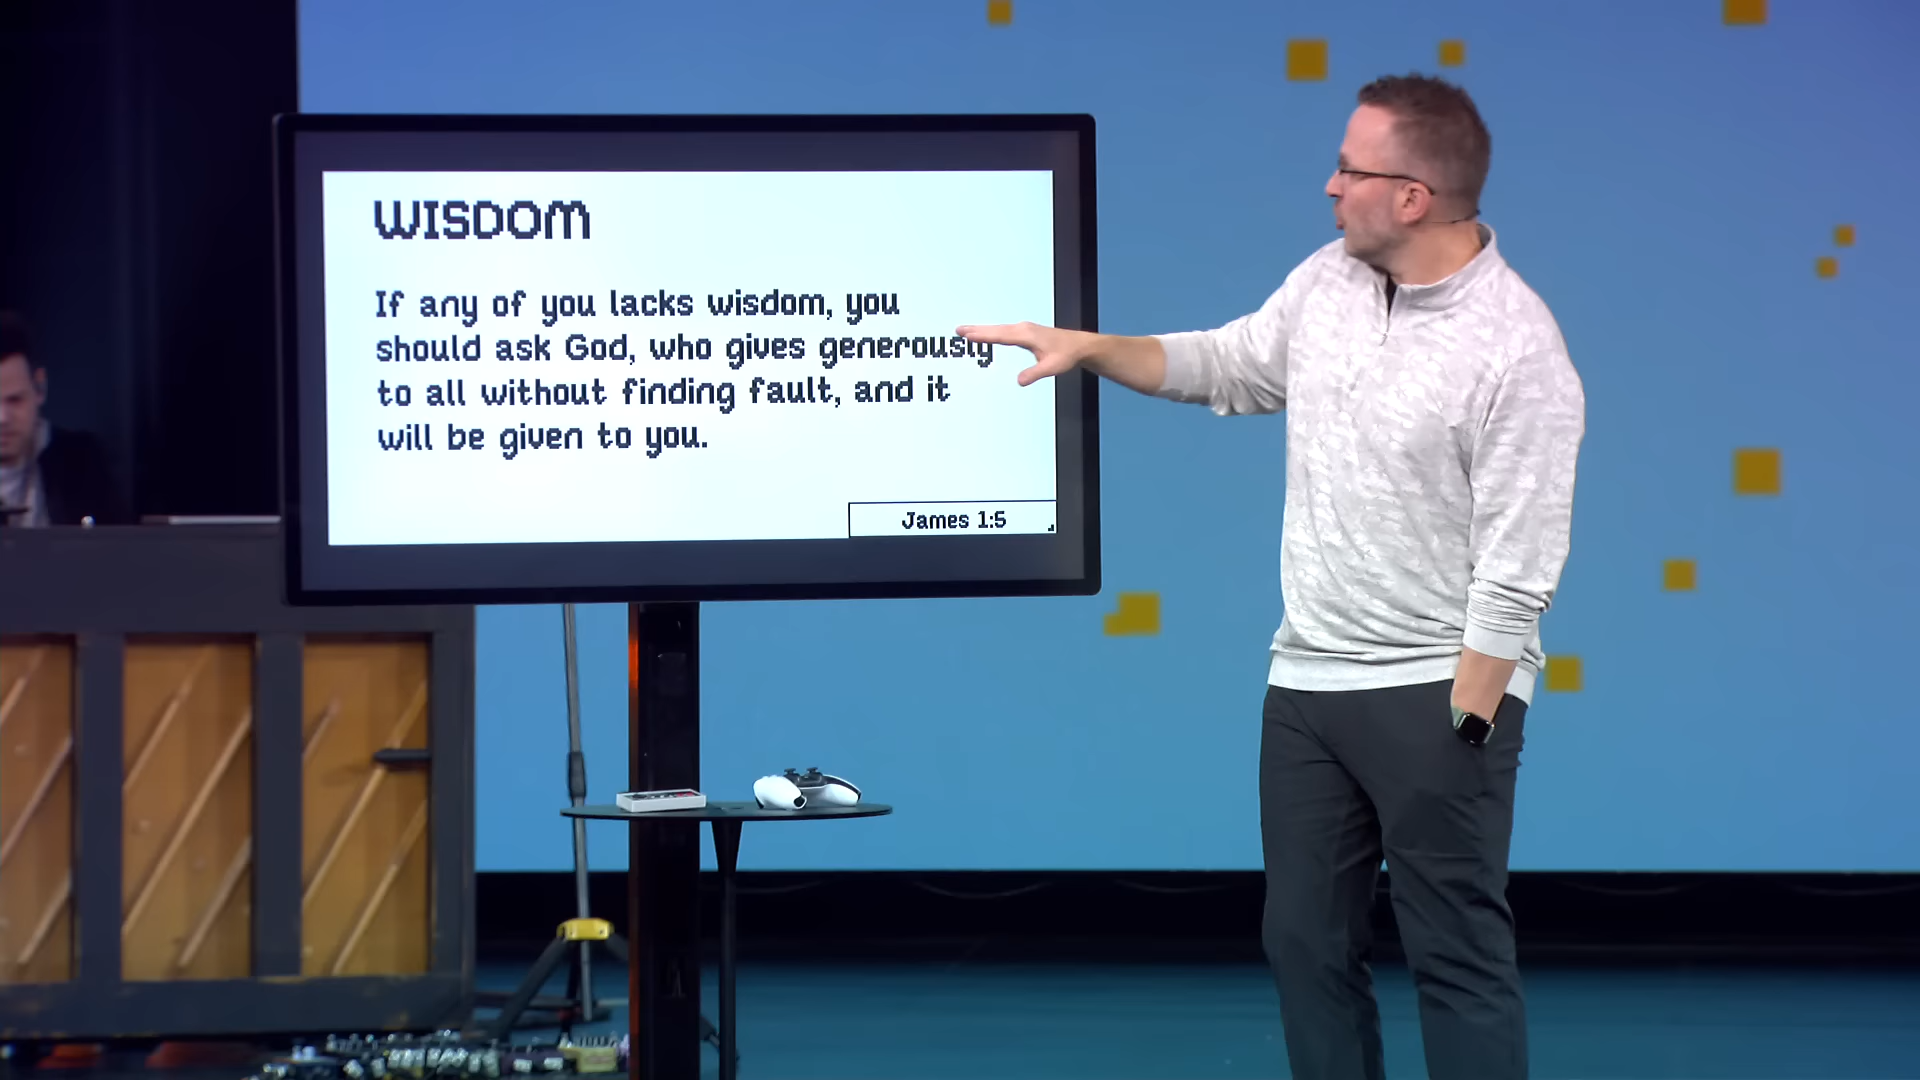 WISDOM
If any of you lacks wisdom, you
should ask God, who gives generously
to all without finding fault, and it
will be given to you.
James 1:5